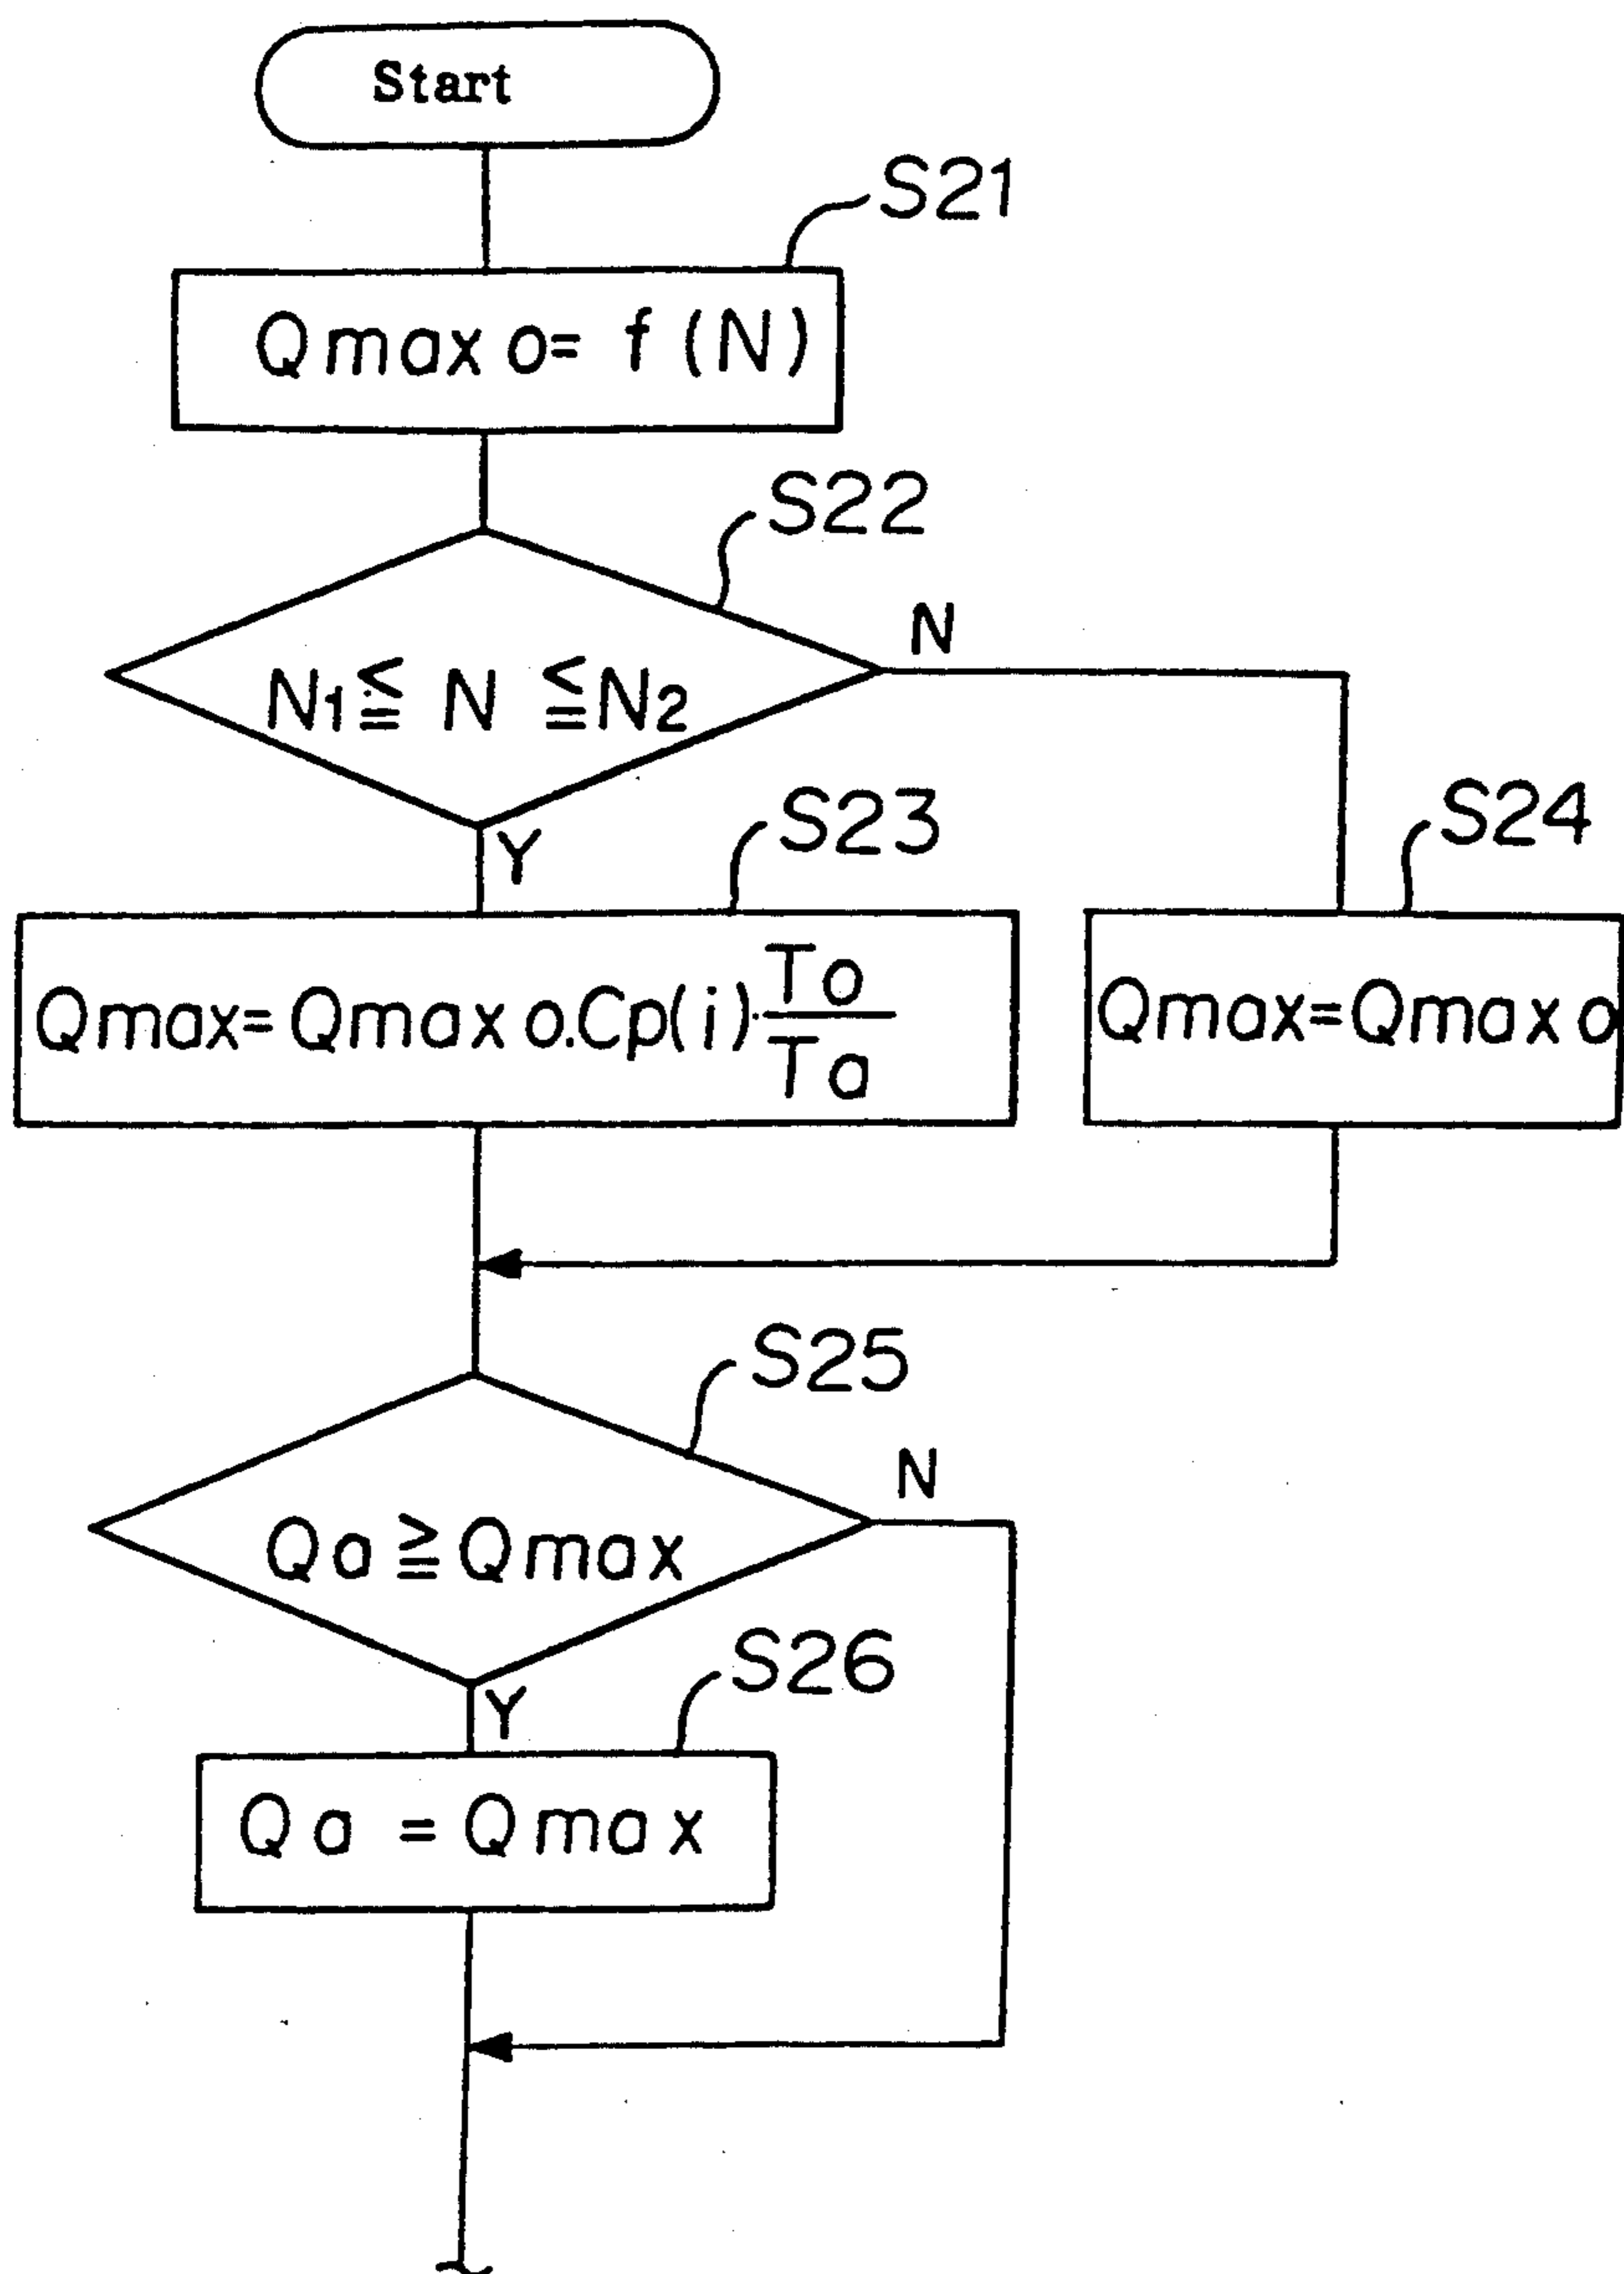 Start
S21
Qmax o= f (N)
S22
N
N1≦ N ≦N2
Y
S23
S24
Qmax=Qmax o.Cp(i)·To/Ta
Qmax=Qmax o
S25
N
Qa≧Qmax
Y
S26
Qa = Qmax